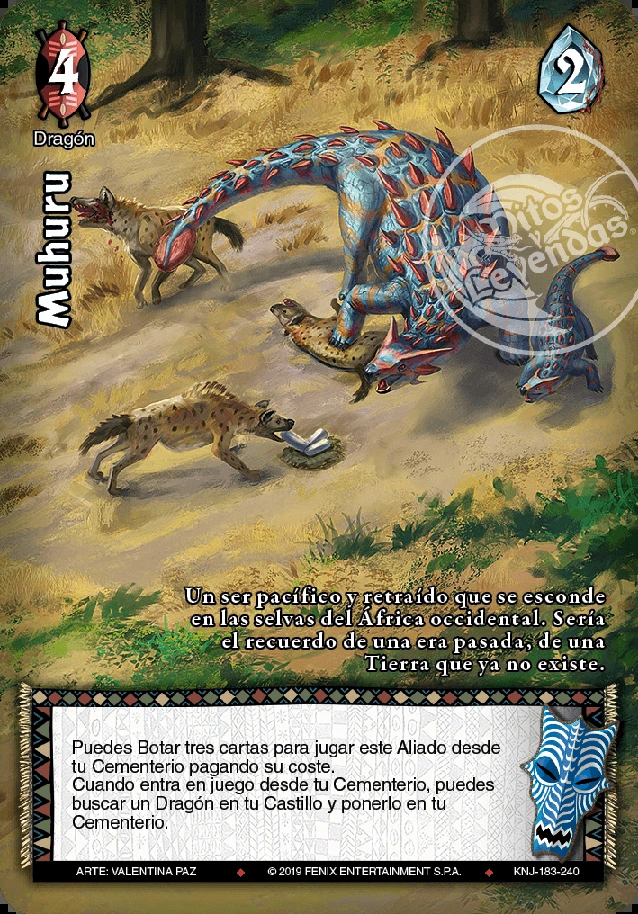 4
2
Dragón
Muhuru
Mitos
y
Leyendas®
Un ser pacífico y retraído que se esconde
en las selvas del África occidental. Sería
el recuerdo de una era pasada, de una
Tierra que ya no existe.
Puedes Botar tres cartas para jugar este Aliado desde
tu Cementerio pagando su coste.
Cuando entra en juego desde tu Cementerio, puedes
buscar un Dragón en tu Castillo y ponerlo en tu
Cementerio.
ARTE: VALENTINA PAZ © 2019 FENIX ENTERTAINMENT S.P.A. KNJ-183-240